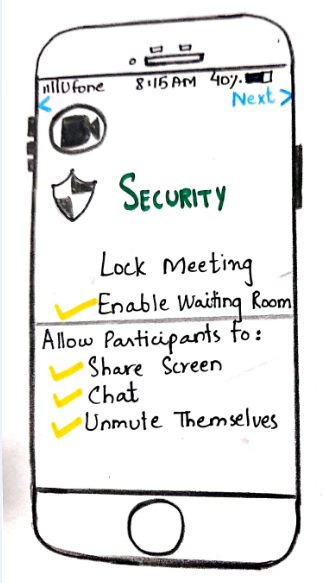 Ufone 8:15 AM 40%
Next >
SECURITY
Lock Meeting
Enable Waiting Room
Allow Participants to:
Share Screen
Chat
Unmute Themselves